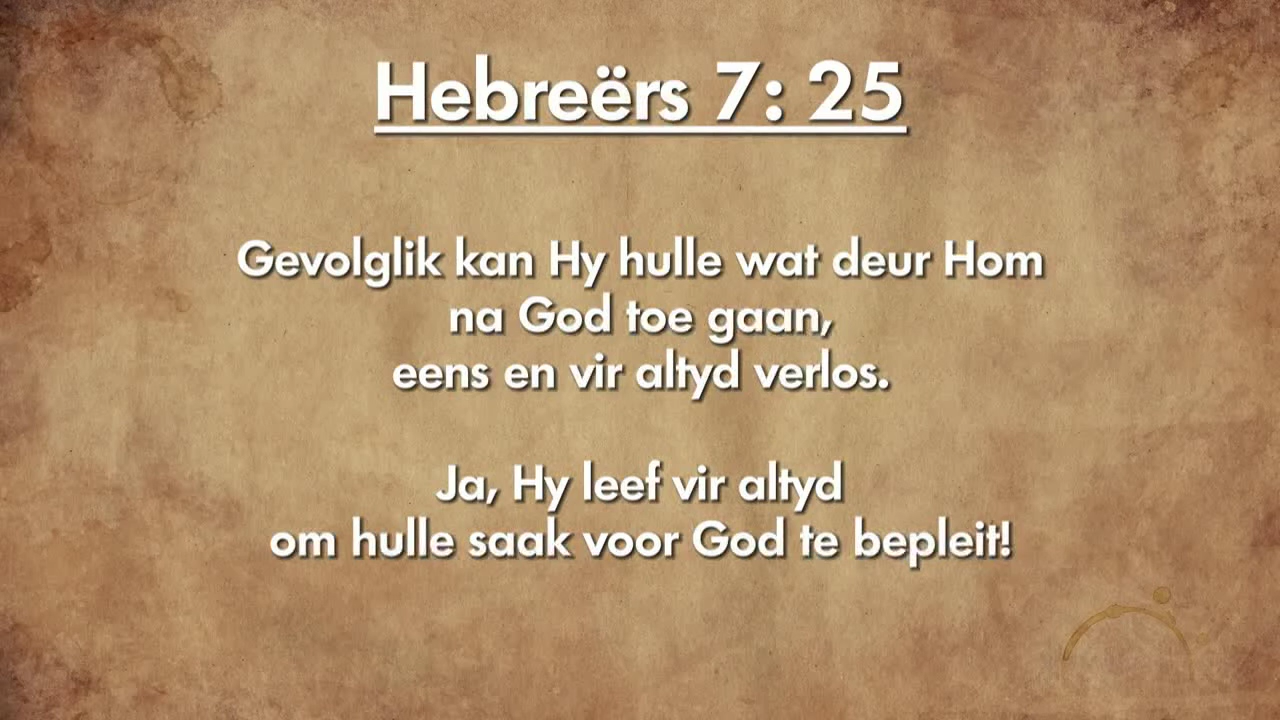 Hebreërs 7: 25
Gevolglik kan Hy hulle wat deur Hom
na God toe gaan,
eens en vir altyd verlos.
Ja, Hy leef vir altyd
om hulle saak voor God te bepleit!